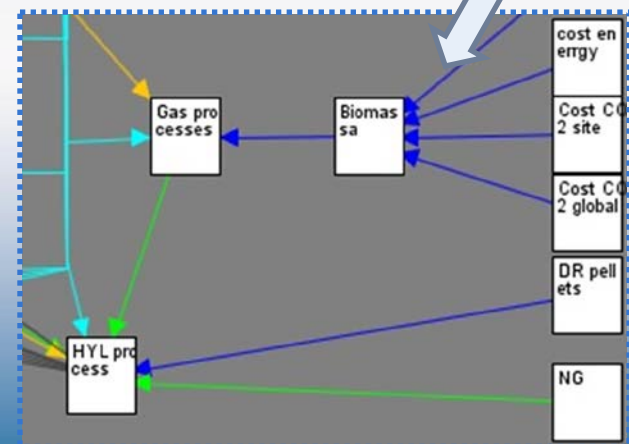 cost en
errgy
Gas pro
cesses
Biomas
sa
Cost CO
2 site
Cost CO
2 global
DR pell
ets
HYL pro
cess
NG